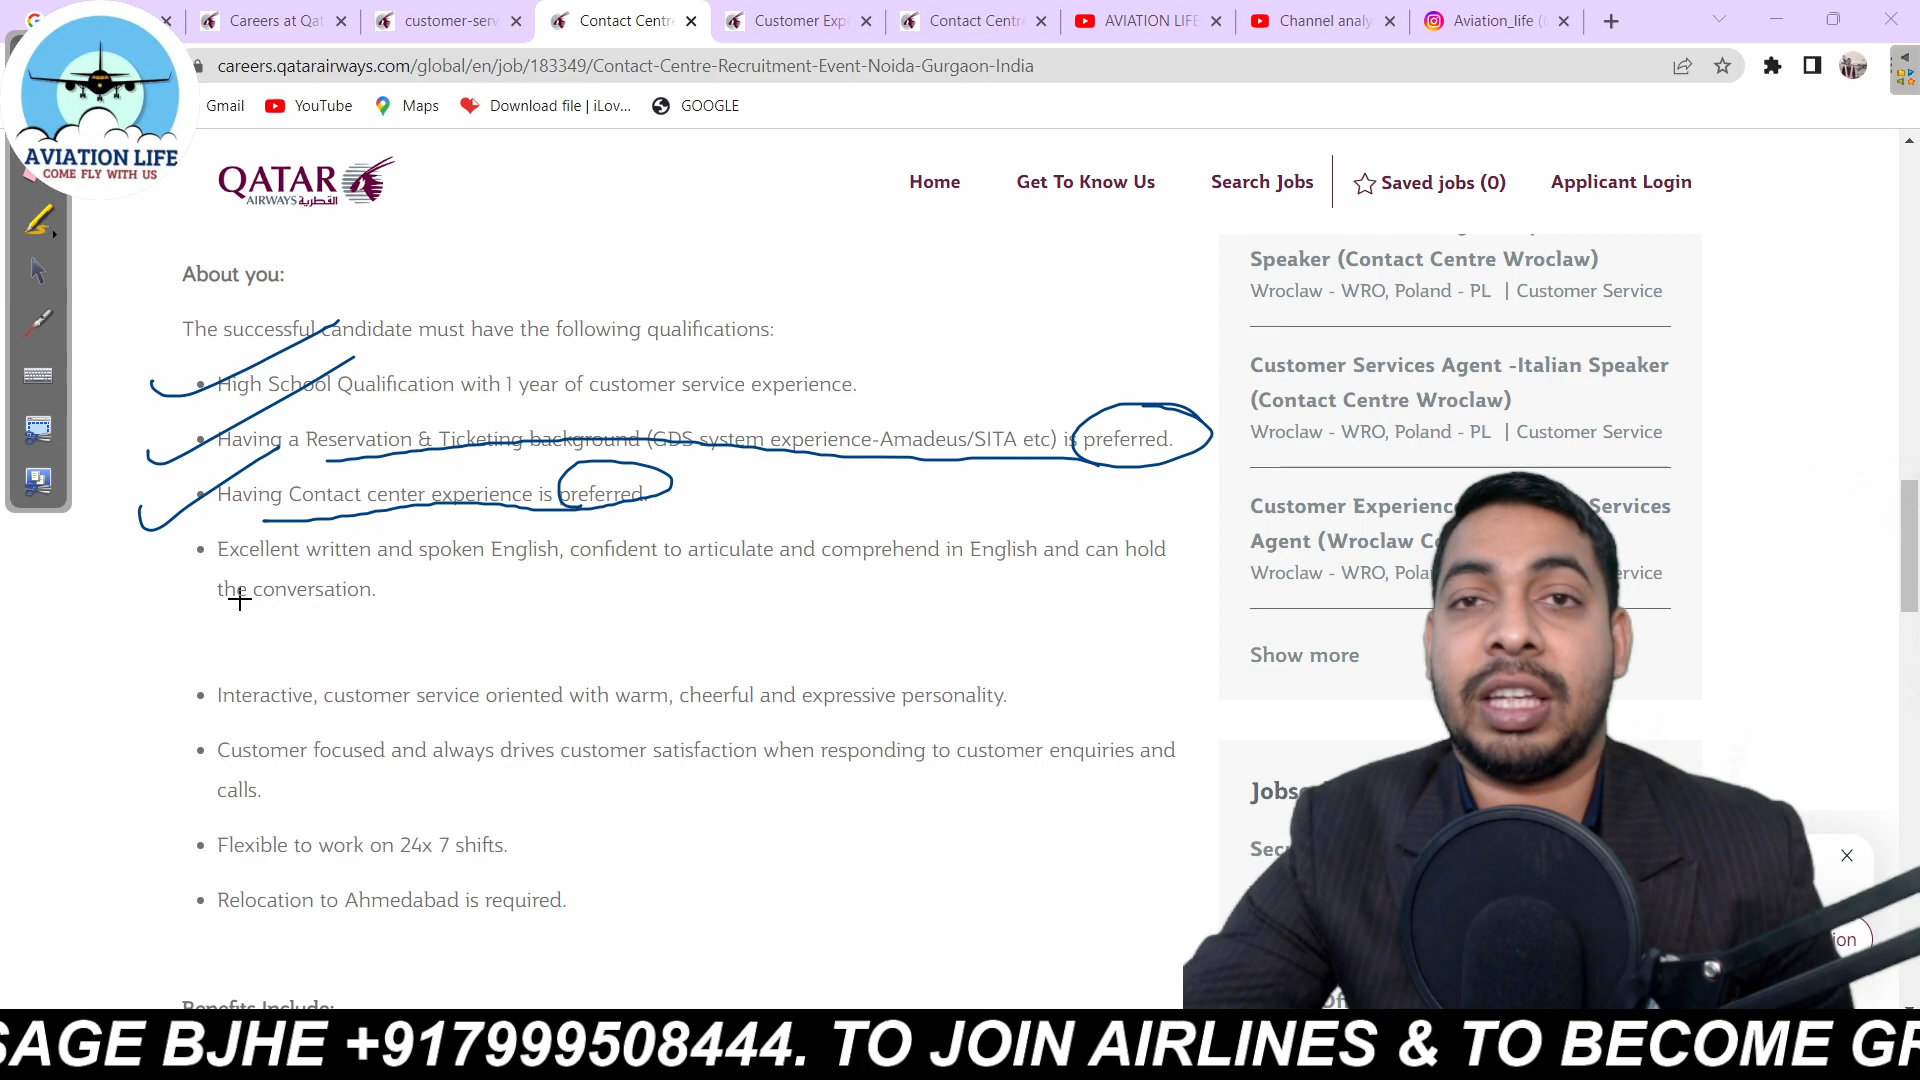 Careers at Qat
customer-serv
Contact Centre
Customer Exp
Contact Centr
AVIATION LIFE
Channel analy
Aviation_life (
careers.qatarairways.com/global/en/job/183349/Contact-Centre-Recruitment-Event-Noida-Gurgaon-India
Gmail
YouTube
Maps
Download file | iLov...
GOOGLE
AVIATION LIFE
COME FLY WITH US
QATAR
AIRWAYS القطرية
Home
Get To Know Us
Search Jobs
Saved jobs (0)
Applicant Login
About you:
The successful candidate must have the following qualifications:
High School Qualification with 1 year of customer service experience.
Having a Reservation & Ticketing background (GDS system experience-Amadeus/SITA etc) is preferred.
Having Contact center experience is preferred.
Excellent written and spoken English, confident to articulate and comprehend in English and can hold
the conversation.
Interactive, customer service oriented with warm, cheerful and expressive personality.
Customer focused and always drives customer satisfaction when responding to customer enquiries and
calls.
Flexible to work on 24x 7 shifts.
Relocation to Ahmedabad is required.
Benefits Include:
Speaker (Contact Centre Wroclaw)
Wroclaw - WRO, Poland - PL | Customer Service
Customer Services Agent -Italian Speaker
(Contact Centre Wroclaw)
Wroclaw - WRO, Poland - PL | Customer Service
Customer Experienc Services
Agent (Wroclaw C
Wroclaw - WRO, Pola ervice
Show more
Jobs
Sec
ion
SAGE BJHE +917999508444. TO JOIN AIRLINES & TO BECOME GR